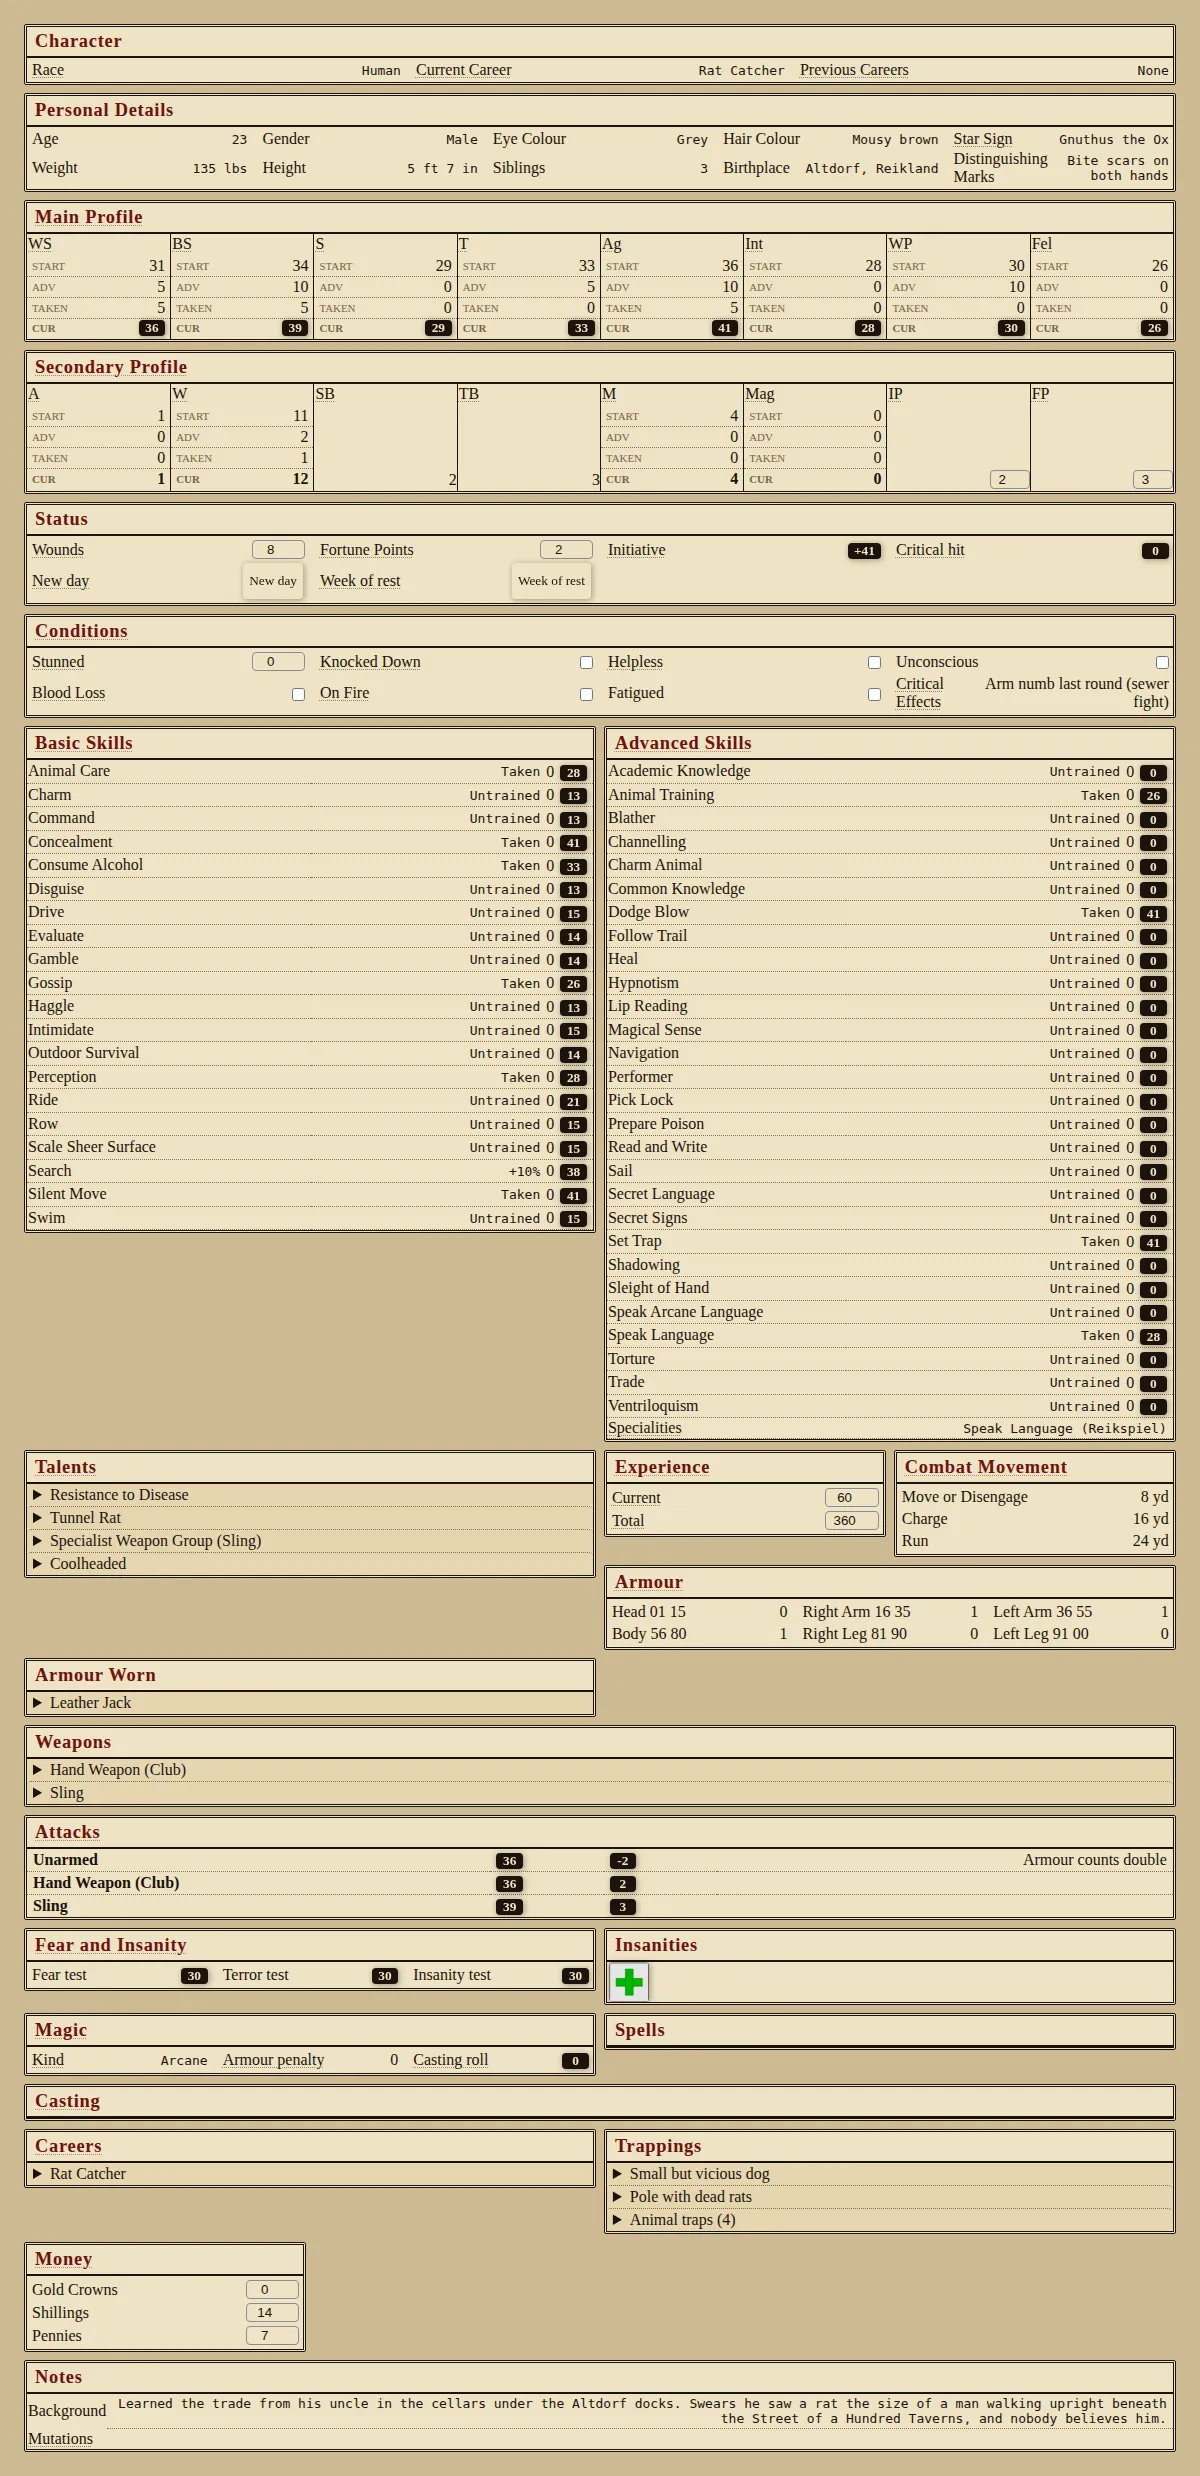 Character
Race Human Current Career Rat Catcher Previous Careers None
Personal Details
Age 23 Gender Male Eye Colour Grey Hair Colour Mousy brown Star Sign Gnuthus the Ox
Weight 135 lbs Height 5 ft 7 in Siblings 3 Birthplace Altdorf, Reikland Distinguishing Marks Bite scars on both hands
Main Profile
WS BS S T Ag Int WP Fel
START 31 START 34 START 29 START 33 START 36 START 28 START 30 START 26
ADV 5 ADV 10 ADV 0 ADV 5 ADV 10 ADV 0 ADV 10 ADV 0
TAKEN 5 TAKEN 5 TAKEN 0 TAKEN 0 TAKEN 5 TAKEN 0 TAKEN 0 TAKEN 0
CUR 36 CUR 39 CUR 29 CUR 33 CUR 41 CUR 28 CUR 30 CUR 26
Secondary Profile
A W SB TB M Mag IP FP
START 1 START 11 START 4 START 0
ADV 0 ADV 2 ADV 0 ADV 0
TAKEN 0 TAKEN 1 TAKEN 0 TAKEN 0
CUR 1 CUR 12 2 3 CUR 4 CUR 0 2 3
Status
Wounds 8 Fortune Points 2 Initiative +41 Critical hit 0
New day New day Week of rest Week of rest
Conditions
Stunned 0 Knocked Down Helpless Unconscious
Blood Loss On Fire Fatigued Critical Effects Arm numb last round (sewer fight)
Basic Skills
Animal Care Taken 0 28
Charm Untrained 0 13
Command Untrained 0 13
Concealment Taken 0 41
Consume Alcohol Taken 0 33
Disguise Untrained 0 13
Drive Untrained 0 15
Evaluate Untrained 0 14
Gamble Untrained 0 14
Gossip Taken 0 26
Haggle Untrained 0 13
Intimidate Untrained 0 15
Outdoor Survival Untrained 0 14
Perception Taken 0 28
Ride Untrained 0 21
Row Untrained 0 15
Scale Sheer Surface Untrained 0 15
Search +10% 0 38
Silent Move Taken 0 41
Swim Untrained 0 15
Advanced Skills
Academic Knowledge Untrained 0 0
Animal Training Taken 0 26
Blather Untrained 0 0
Channelling Untrained 0 0
Charm Animal Untrained 0 0
Common Knowledge Untrained 0 0
Dodge Blow Taken 0 41
Follow Trail Untrained 0 0
Heal Untrained 0 0
Hypnotism Untrained 0 0
Lip Reading Untrained 0 0
Magical Sense Untrained 0 0
Navigation Untrained 0 0
Performer Untrained 0 0
Pick Lock Untrained 0 0
Prepare Poison Untrained 0 0
Read and Write Untrained 0 0
Sail Untrained 0 0
Secret Language Untrained 0 0
Secret Signs Untrained 0 0
Set Trap Taken 0 41
Shadowing Untrained 0 0
Sleight of Hand Untrained 0 0
Speak Arcane Language Untrained 0 0
Speak Language Taken 0 28
Torture Untrained 0 0
Trade Untrained 0 0
Ventriloquism Untrained 0 0
Specialities Speak Language (Reikspiel)
Talents
Resistance to Disease
Tunnel Rat
Specialist Weapon Group (Sling)
Coolheaded
Experience
Current 60
Total 360
Combat Movement
Move or Disengage 8 yd
Charge 16 yd
Run 24 yd
Armour
Head 01 15 0 Right Arm 16 35 1 Left Arm 36 55 1
Body 56 80 1 Right Leg 81 90 0 Left Leg 91 00 0
Armour Worn
Leather Jack
Weapons
Hand Weapon (Club)
Sling
Attacks
Unarmed 36 -2 Armour counts double
Hand Weapon (Club) 36 2
Sling 39 3
Fear and Insanity
Fear test 30 Terror test 30 Insanity test 30
Insanities
Magic
Kind Arcane Armour penalty 0 Casting roll 0
Spells
Casting
Careers
Rat Catcher
Trappings
Small but vicious dog
Pole with dead rats
Animal traps (4)
Money
Gold Crowns 0
Shillings 14
Pennies 7
Notes
Background Learned the trade from his uncle in the cellars under the Altdorf docks. Swears he saw a rat the size of a man walking upright beneath
the Street of a Hundred Taverns, and nobody believes him.
Mutations